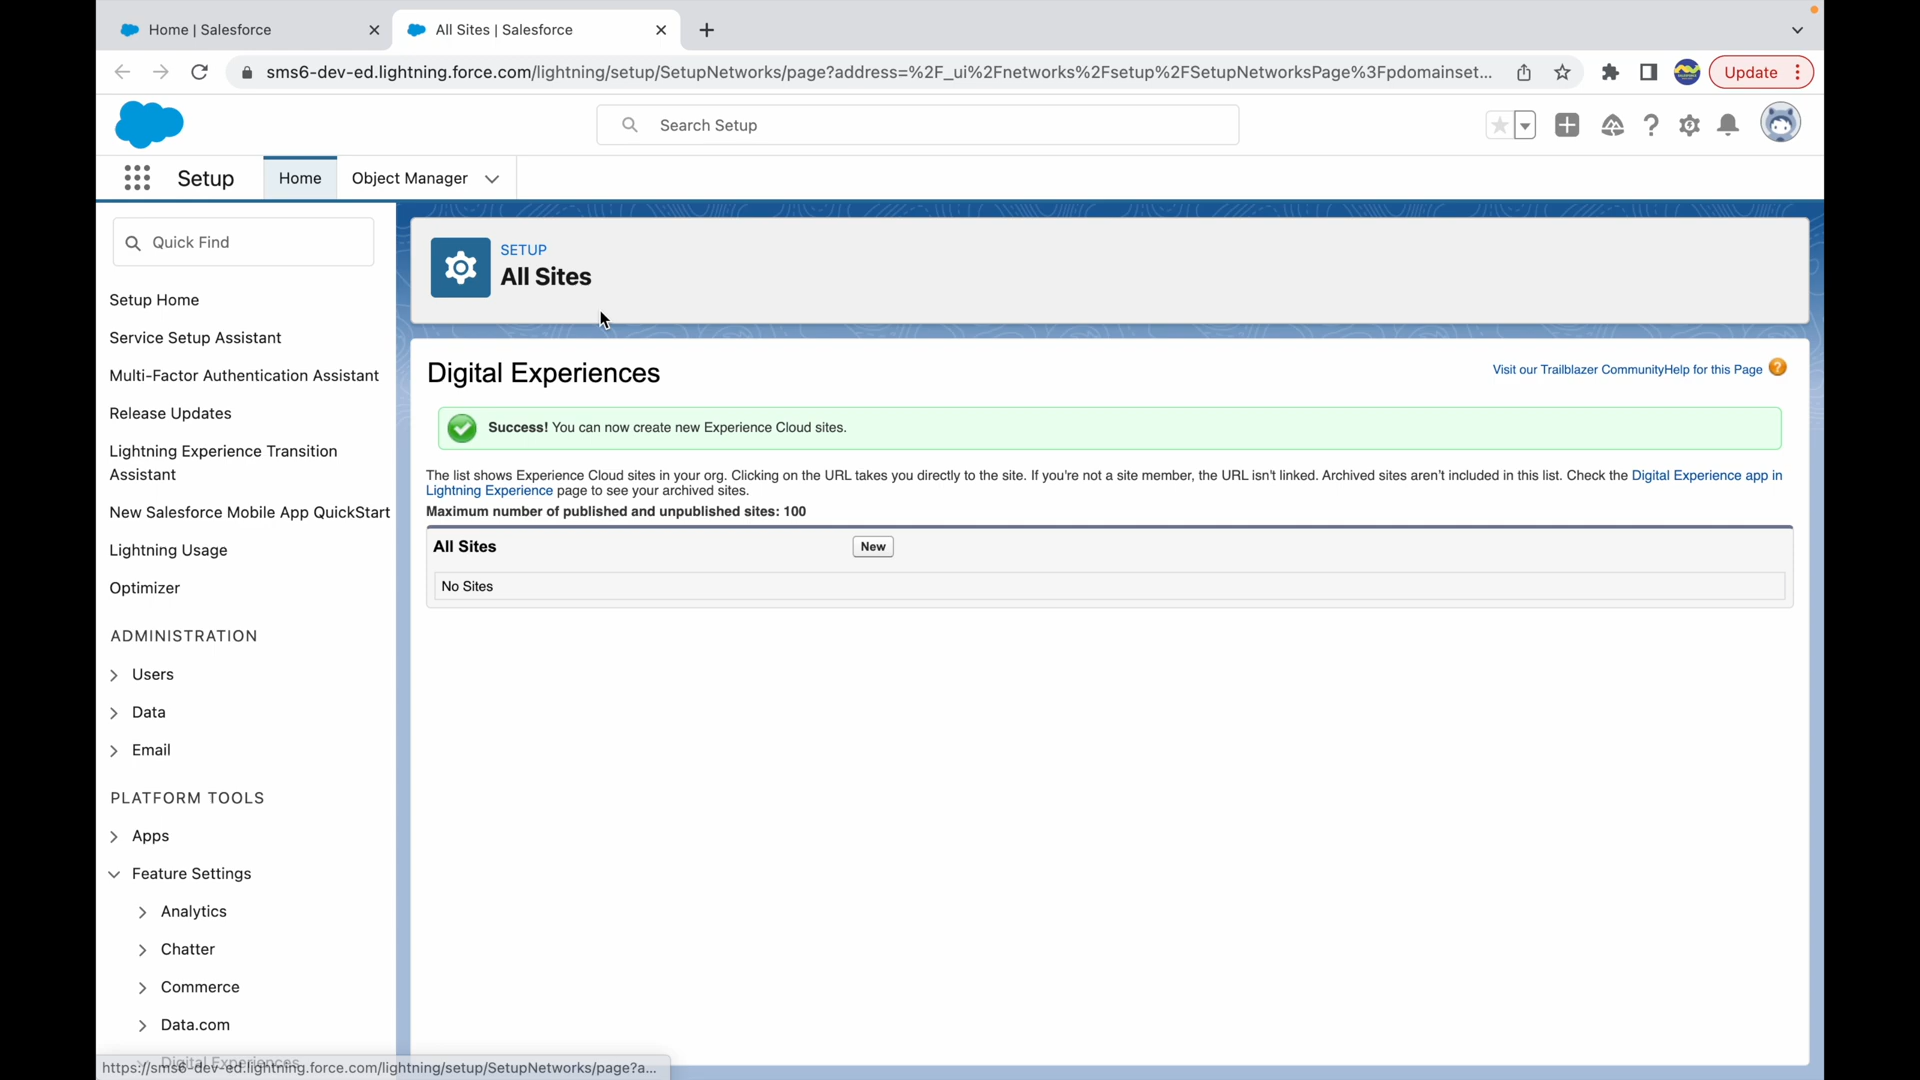 Home | Salesforce
All Sites | Salesforce
sms6-dev-ed.lightning.force.com/lightning/setup/SetupNetworks/page?address=%2F_ui%2Fnetworks%2Fsetup%2FSetupNetworksPage%3Fpdomainset...
Update
Search Setup
Setup
Home
Object Manager
Quick Find
Setup Home
Service Setup Assistant
Multi-Factor Authentication Assistant
Release Updates
Lightning Experience Transition
Assistant
New Salesforce Mobile App QuickStart
Lightning Usage
Optimizer
ADMINISTRATION
Users
Data
Email
PLATFORM TOOLS
Apps
Feature Settings
Analytics
Chatter
Commerce
Data.com
Digital Experiences
https://sms6-dev-ed.lightning.force.com/lightning/setup/SetupNetworks/page?a...
SETUP
All Sites
Digital Experiences
Visit our Trailblazer CommunityHelp for this Page
Success! You can now create new Experience Cloud sites.
The list shows Experience Cloud sites in your org. Clicking on the URL takes you directly to the site. If you're not a site member, the URL isn't linked. Archived sites aren't included in this list. Check the Digital Experience app in
Lightning Experience page to see your archived sites.
Maximum number of published and unpublished sites: 100
All Sites
New
No Sites